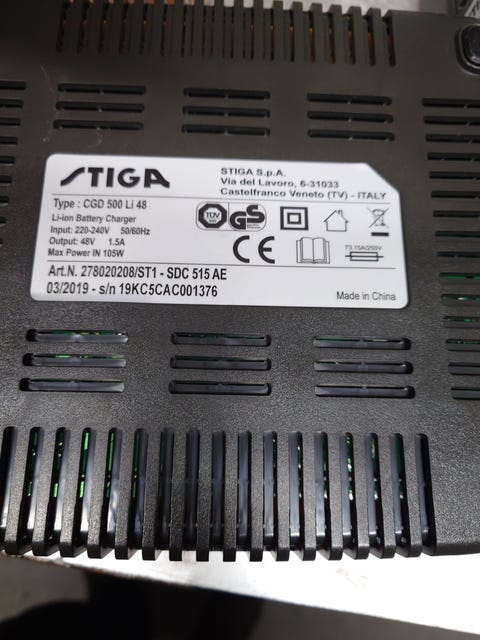 STIGA
STIGA S.p.A.
Via del Lavoro, 6-31033
Castelfranco Veneto (TV) - ITALY
Type : CGD 500 Li 48
Li-ion Battery Charger
Input: 220-240V 50/60Hz
Output: 48V 1.5A
Max Power IN 105W
TÜV GS
CE
T3.15A/250V
Art.N. 278020208/ST1 - SDC 515 AE
03/2019 - s/n 19KC5CAC001376
Made in China